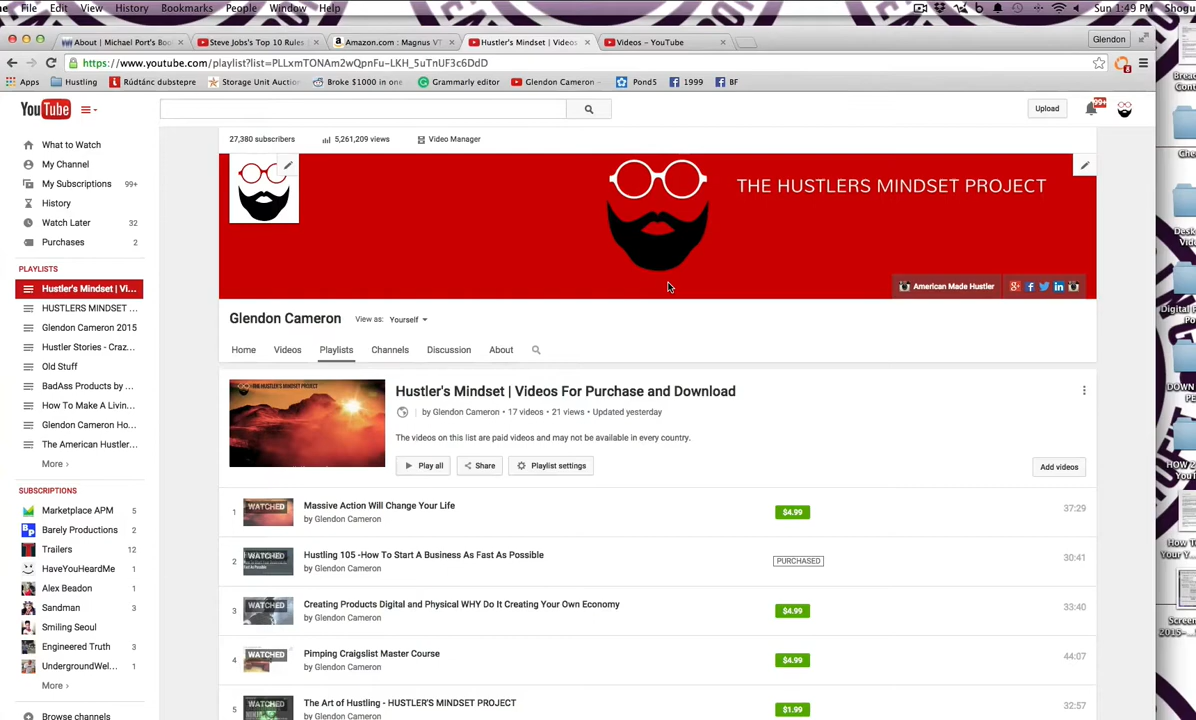 File Edit View History Bookmarks People Window Help
Sun 1:49 PM Shogu
About | Michael Port's Boo
Steve Jobs's Top 10 Rules
Amazon.com : Magnus VT
Hustler's Mindset | Videos
Videos - YouTube
Glendon
https://www.youtube.com/playlist?list=PLLxmTONAm2wQpnFu-LKH_5uTnUF3c6DdD
Apps Hustling Rúdtánc dubstepre Storage Unit Auction Broke $1000 in one Grammarly editor Glendon Cameron - Pond5 1999 BF
YouTube
Upload
99+
What to Watch
My Channel
My Subscriptions 99+
History
Watch Later 32
Purchases 2
PLAYLISTS
Hustler's Mindset | Vi...
HUSTLERS MINDSET ...
Glendon Cameron 2015
Hustler Stories - Craz...
Old Stuff
BadAss Products by ...
How To Make A Livin...
Glendon Cameron Ho...
The American Hustler...
More ›
SUBSCRIPTIONS
Marketplace APM 5
Barely Productions 2
Trailers 12
HaveYouHeardMe 1
Alex Beadon 1
Sandman 3
Smiling Seoul
Engineered Truth 3
UndergroundWel... 1
More ›
Browse channels
27,380 subscribers 5,261,209 views Video Manager
THE HUSTLERS MINDSET PROJECT
American Made Hustler
Glendon Cameron View as: Yourself
Home Videos Playlists Channels Discussion About
THE HUSTLER'S MINDSET PROJECT
Hustler's Mindset | Videos For Purchase and Download
by Glendon Cameron • 17 videos • 21 views • Updated yesterday
The videos on this list are paid videos and may not be available in every country.
Play all Share Playlist settings Add videos
1 WATCHED Massive Action Will Change Your Life $4.99 37:29
by Glendon Cameron
2 WATCHED Hustling 105 -How To Start A Business As Fast As Possible PURCHASED 30:41
by Glendon Cameron
3 WATCHED Creating Products Digital and Physical WHY Do It Creating Your Own Economy $4.99 33:40
by Glendon Cameron
4 WATCHED Pimping Craigslist Master Course $4.99 44:07
by Glendon Cameron
5 WATCHED The Art of Hustling - HUSTLER'S MINDSET PROJECT $1.99 32:57
by Glendon Cameron